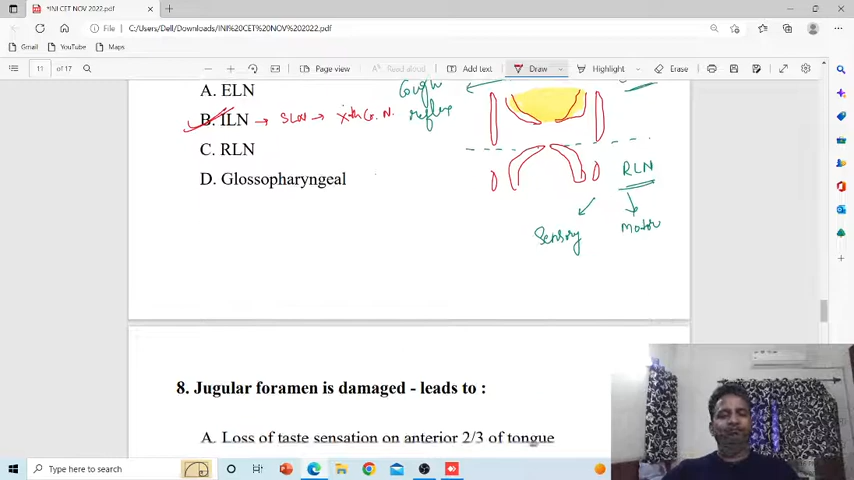 *INI CET NOV 2022.pdf
File
C:/Users/Dell/Downloads/INI%20CET%20NOV%202022.pdf
Gmail
YouTube
Maps
11 of 17
Page view
Read aloud
Add text
Draw
Highlight
Erase
Share
A. ELN
B. ILN → SLN → Xth Cr. N.
C. RLN
D. Glossopharyngeal
Cough
reflex
RLN
Sensory
Motor
8. Jugular foramen is damaged - leads to :
A. Loss of taste sensation on anterior 2/3 of tongue
Type here to search